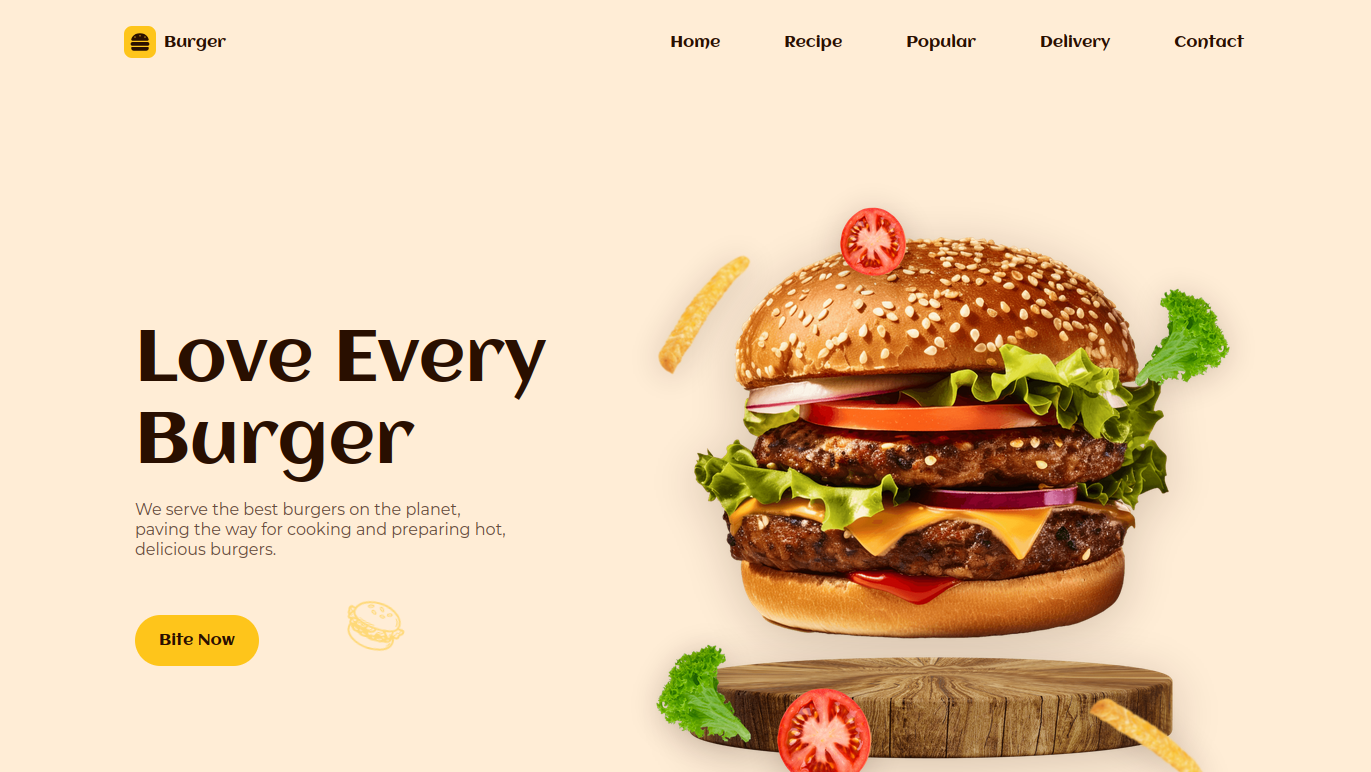 Burger
Home
Recipe
Popular
Delivery
Contact
Love Every
Burger
We serve the best burgers on the planet,
paving the way for cooking and preparing hot,
delicious burgers.
Bite Now